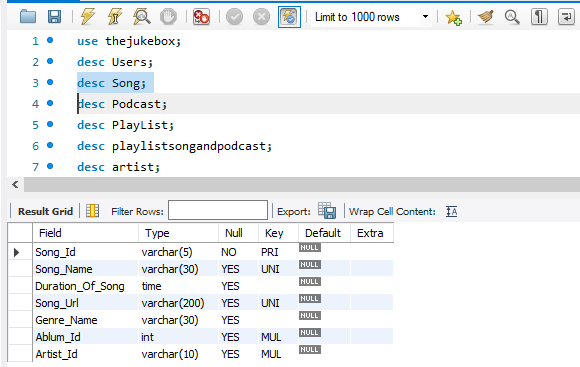 Limit to 1000 rows
1 use thejukebox;
2 desc Users;
3 desc Song;
4 desc Podcast;
5 desc PlayList;
6 desc playlistsongandpodcast;
7 desc artist;
Result Grid Filter Rows: Export: Wrap Cell Content:
Field Type Null Key Default Extra
Song_Id varchar(5) NO PRI NULL
Song_Name varchar(30) YES UNI NULL
Duration_Of_Song time YES NULL
Song_Url varchar(200) YES UNI NULL
Genre_Name varchar(30) YES NULL
Ablum_Id int YES MUL NULL
Artist_Id varchar(10) YES MUL NULL